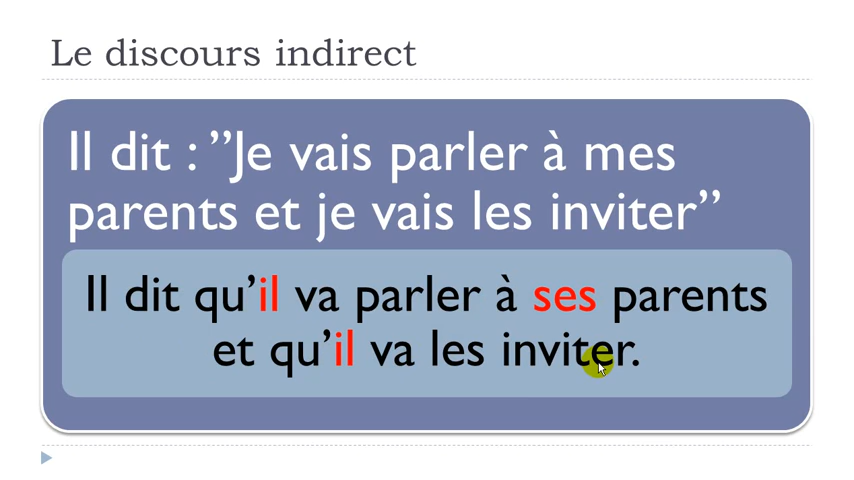 Le discours indirect
Il dit : ”Je vais parler à mes
parents et je vais les inviter”
Il dit qu’il va parler à ses parents
et qu’il va les inviter.